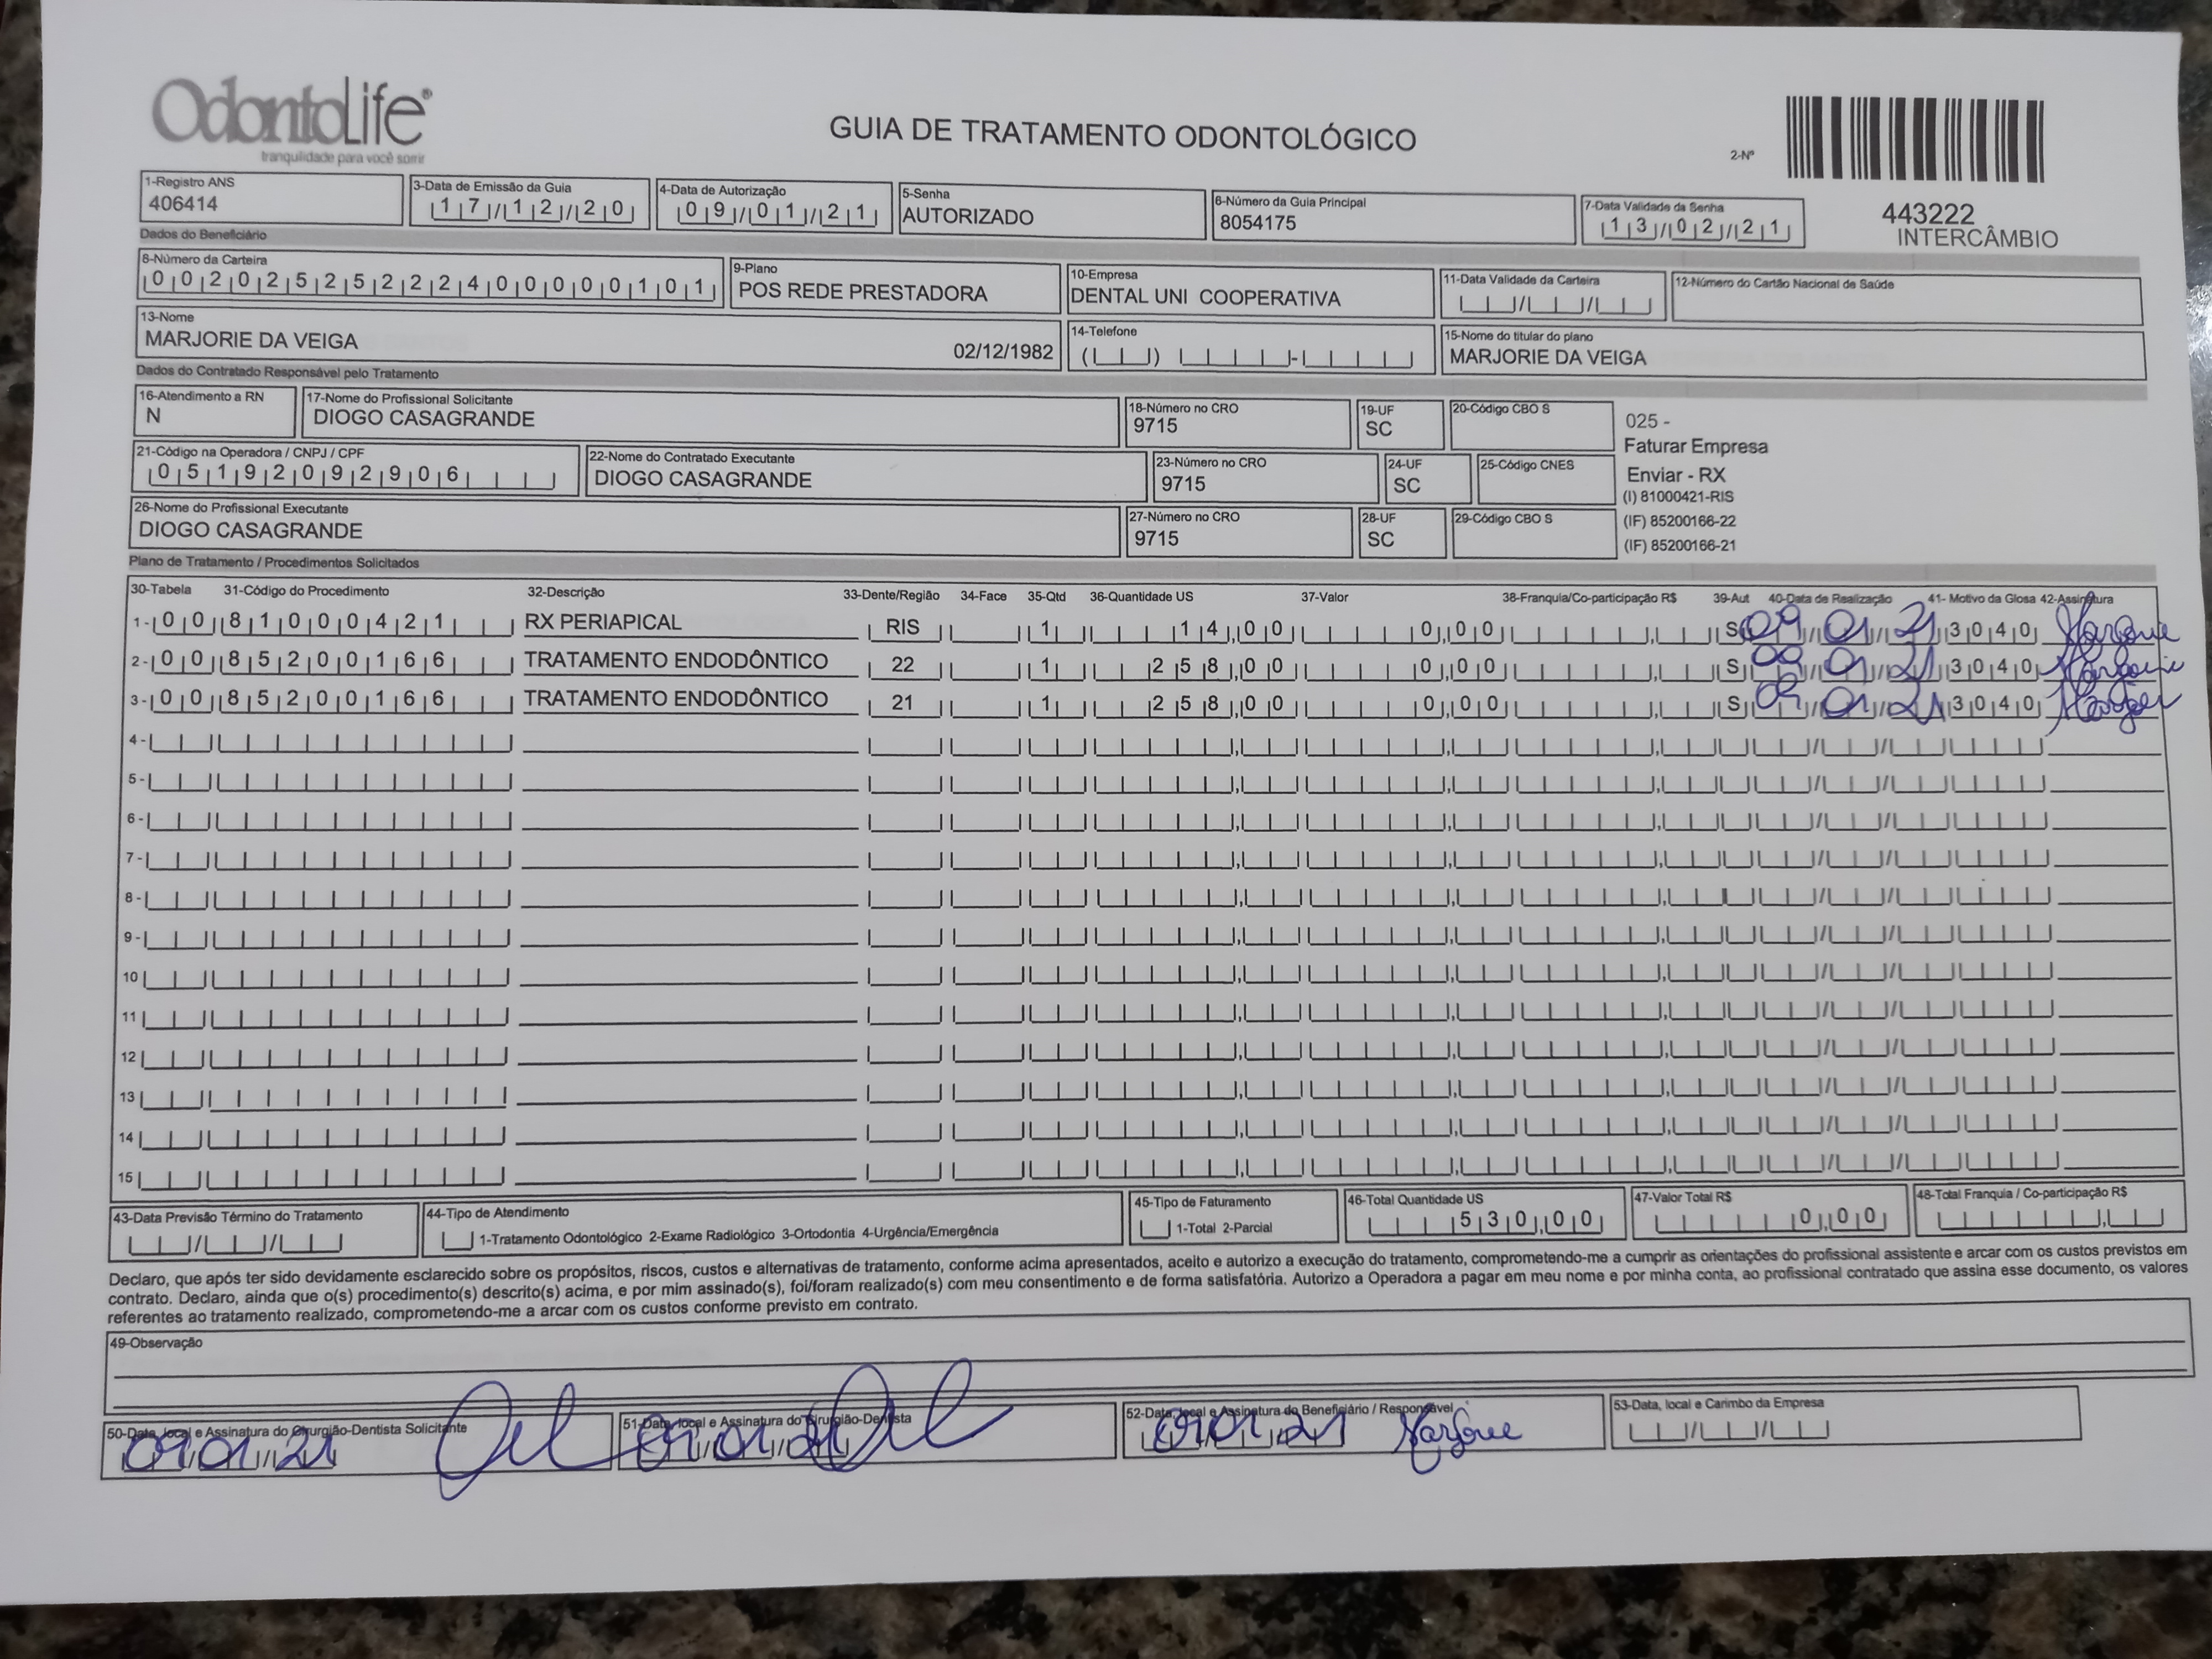 OdontoLife®
tranquilidade para você sorrir
GUIA DE TRATAMENTO ODONTOLÓGICO
2-Nº
443222
INTERCÂMBIO
1-Registro ANS
406414
3-Data de Emissão da Guia
17/12/20
4-Data de Autorização
09/01/21
5-Senha
AUTORIZADO
6-Número da Guia Principal
8054175
7-Data Validade da Senha
13/02/21
Dados do Beneficiário
8-Número da Carteira
00202525222400000101
9-Plano
POS REDE PRESTADORA
10-Empresa
DENTAL UNI COOPERATIVA
11-Data Validade da Carteira
12-Número do Cartão Nacional de Saúde
13-Nome
MARJORIE DA VEIGA 02/12/1982
14-Telefone
15-Nome do titular do plano
MARJORIE DA VEIGA
Dados do Contratado Responsável pelo Tratamento
16-Atendimento a RN
N
17-Nome do Profissional Solicitante
DIOGO CASAGRANDE
18-Número no CRO
9715
19-UF
SC
20-Código CBO S
025 -
Faturar Empresa
Enviar - RX
(I) 81000421-RIS
(IF) 85200166-22
(IF) 85200166-21
21-Código na Operadora / CNPJ / CPF
05192092906
22-Nome do Contratado Executante
DIOGO CASAGRANDE
23-Número no CRO
9715
24-UF
SC
25-Código CNES
26-Nome do Profissional Executante
DIOGO CASAGRANDE
27-Número no CRO
9715
28-UF
SC
29-Código CBO S
Plano de Tratamento / Procedimentos Solicitados
30-Tabela 31-Código do Procedimento 32-Descrição 33-Dente/Região 34-Face 35-Qtd 36-Quantidade US 37-Valor 38-Franquia/Co-participação R$ 39-Aut 40-Data de Realização 41- Motivo da Glosa 42-Assinatura
1- 00 81000421 RX PERIAPICAL RIS 1 14,00 0,00 S 09/01/21 3040 Marjorie
2- 00 85200166 TRATAMENTO ENDODÔNTICO 22 1 258,00 0,00 S 09/01/21 3040 Marjorie
3- 00 85200166 TRATAMENTO ENDODÔNTICO 21 1 258,00 0,00 S 09/01/21 3040
4-
5-
6-
7-
8-
9-
10
11
12
13
14
15
43-Data Previsão Término do Tratamento
44-Tipo de Atendimento
1-Tratamento Odontológico 2-Exame Radiológico 3-Ortodontia 4-Urgência/Emergência
45-Tipo de Faturamento
1-Total 2-Parcial
46-Total Quantidade US
530,00
47-Valor Total R$
0,00
48-Total Franquia / Co-participação R$
Declaro, que após ter sido devidamente esclarecido sobre os propósitos, riscos, custos e alternativas de tratamento, conforme acima apresentados, aceito e autorizo a execução do tratamento, comprometendo-me a cumprir as orientações do profissional assistente e arcar com os custos previstos em
contrato. Declaro, ainda que o(s) procedimento(s) descrito(s) acima, e por mim assinado(s), foi/foram realizado(s) com meu consentimento e de forma satisfatória. Autorizo a Operadora a pagar em meu nome e por minha conta, ao profissional contratado que assina esse documento, os valores
referentes ao tratamento realizado, comprometendo-me a arcar com os custos conforme previsto em contrato.
49-Observação
50-Data, local e Assinatura do Cirurgião-Dentista Solicitante
09/01/21
51-Data, local e Assinatura do Cirurgião-Dentista
09/01/21
52-Data, local e Assinatura do Beneficiário / Responsável
09/01/21 Marjorie
53-Data, local e Carimbo da Empresa